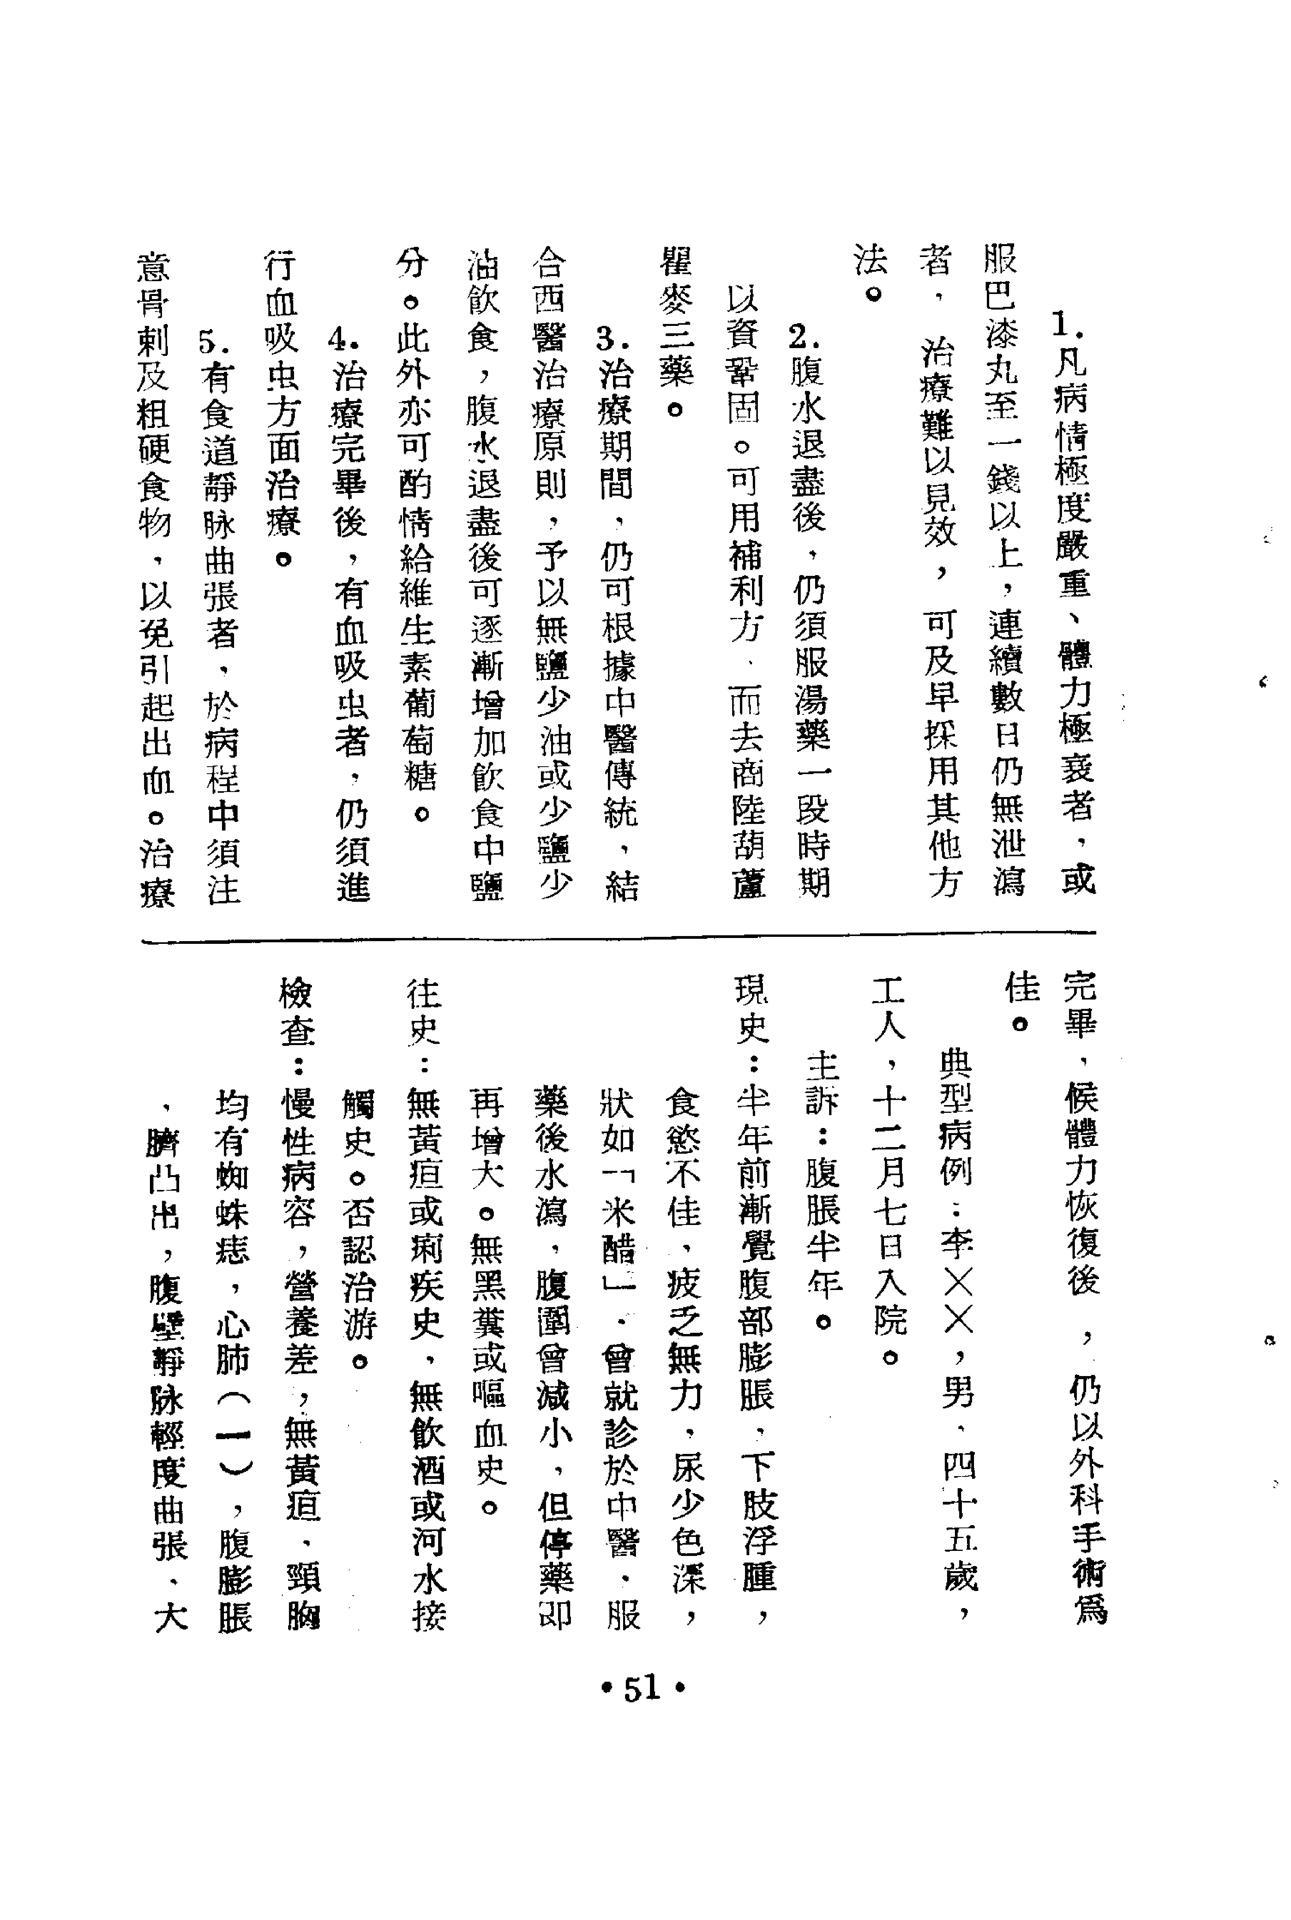 1.凡病情極度嚴重、體力極衰者，或
服巴漆丸至一錢以上，連續數日仍無泄瀉
者，治療難以見效，可及早採用其他方
法。
2.腹水退盡後，仍須服湯藥一段時期
以資鞏固。可用補利方、而去商陸葫蘆
瞿麥三藥。
3.治療期間，仍可根據中醫傳統，結
合西醫治療原則，予以無鹽少油或少鹽少
油飲食，腹水退盡後可逐漸增加飲食中鹽
分。此外亦可酌情給維生素葡萄糖。
4.治療完畢後，有血吸虫者，仍須進
行血吸虫方面治療。
5.有食道靜脉曲張者，於病程中須注
意骨刺及粗硬食物，以免引起出血。治療
完畢，候體力恢復後，仍以外科手術爲
佳。
典型病例：李××，男，四十五歲，
工人，十二月七日入院。
主訴：腹脹半年。
現史：半年前漸覺腹部膨脹，下肢浮腫，
食慾不佳，疲乏無力，尿少色深，
狀如「米醋」，曾就診於中醫，服
藥後水瀉，腹圍曾減小，但停藥卽
再增大。無黑糞或嘔血史。
往史：無黃疸或痢疾史，無飲酒或河水接
觸史。否認治游。
檢查：慢性病容，營養差，無黃疸，頸胸
均有蜘蛛痣，心肺（一），腹膨脹
，臍凸出，腹壁靜脉輕度曲張，大
•51•